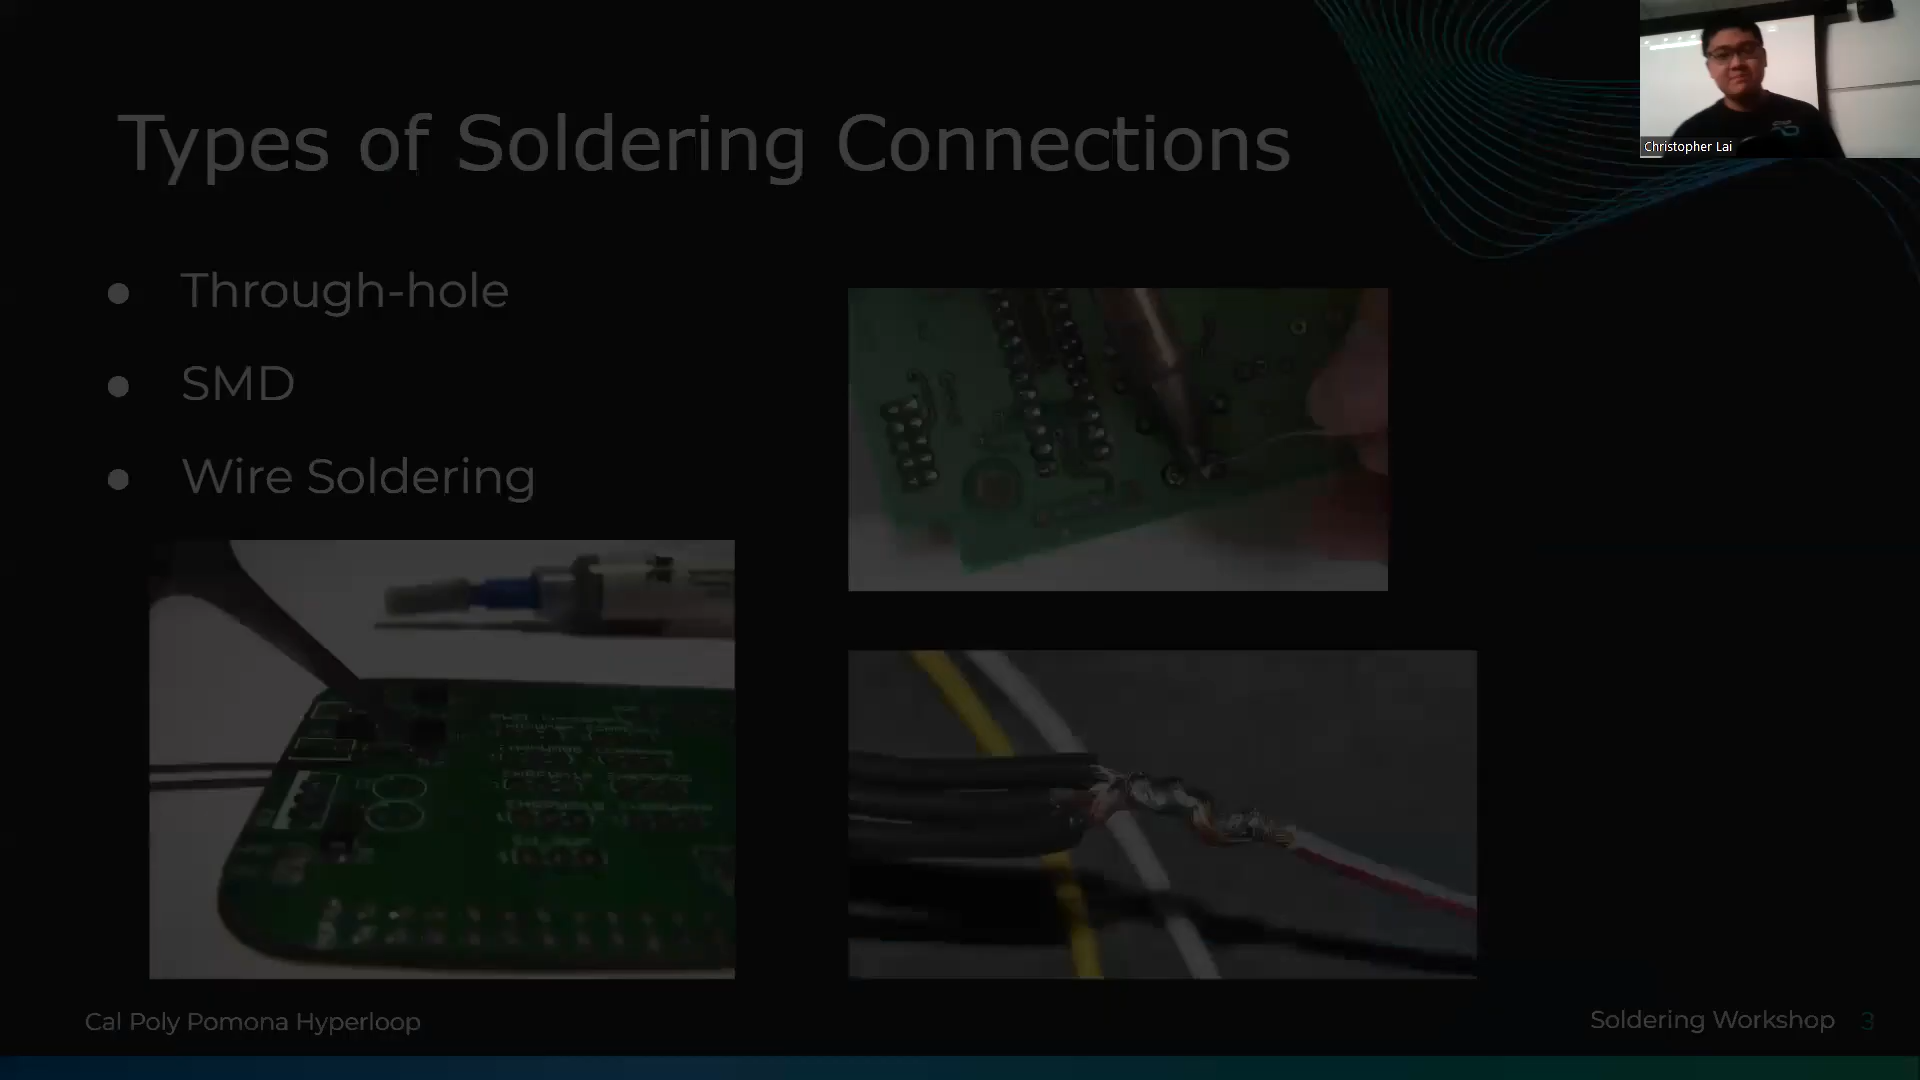 Types of Soldering Connections
Christopher Lai
● Through-hole
● SMD
● Wire Soldering
Cal Poly Pomona Hyperloop
Soldering Workshop 3